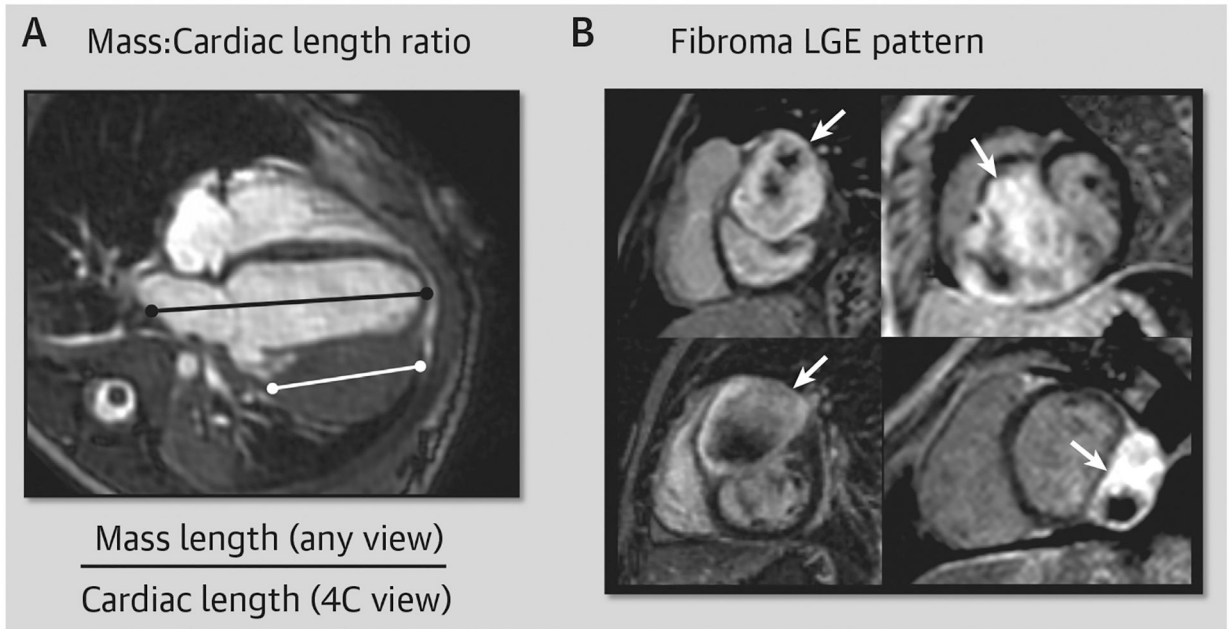 A
Mass:Cardiac length ratio
B
Fibroma LGE pattern
Mass length (any view)
Cardiac length (4C view)